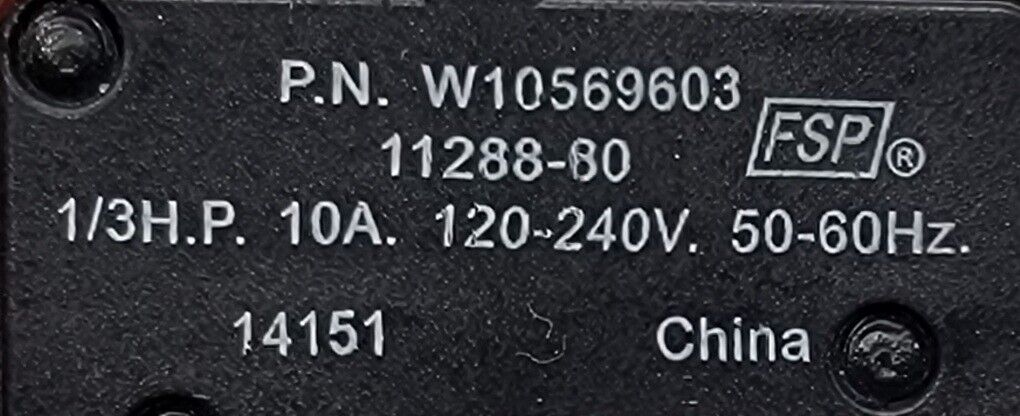 P.N. W10569603
11288-80
FSP®
1/3H.P. 10A. 120-240V. 50-60Hz.
14151
China